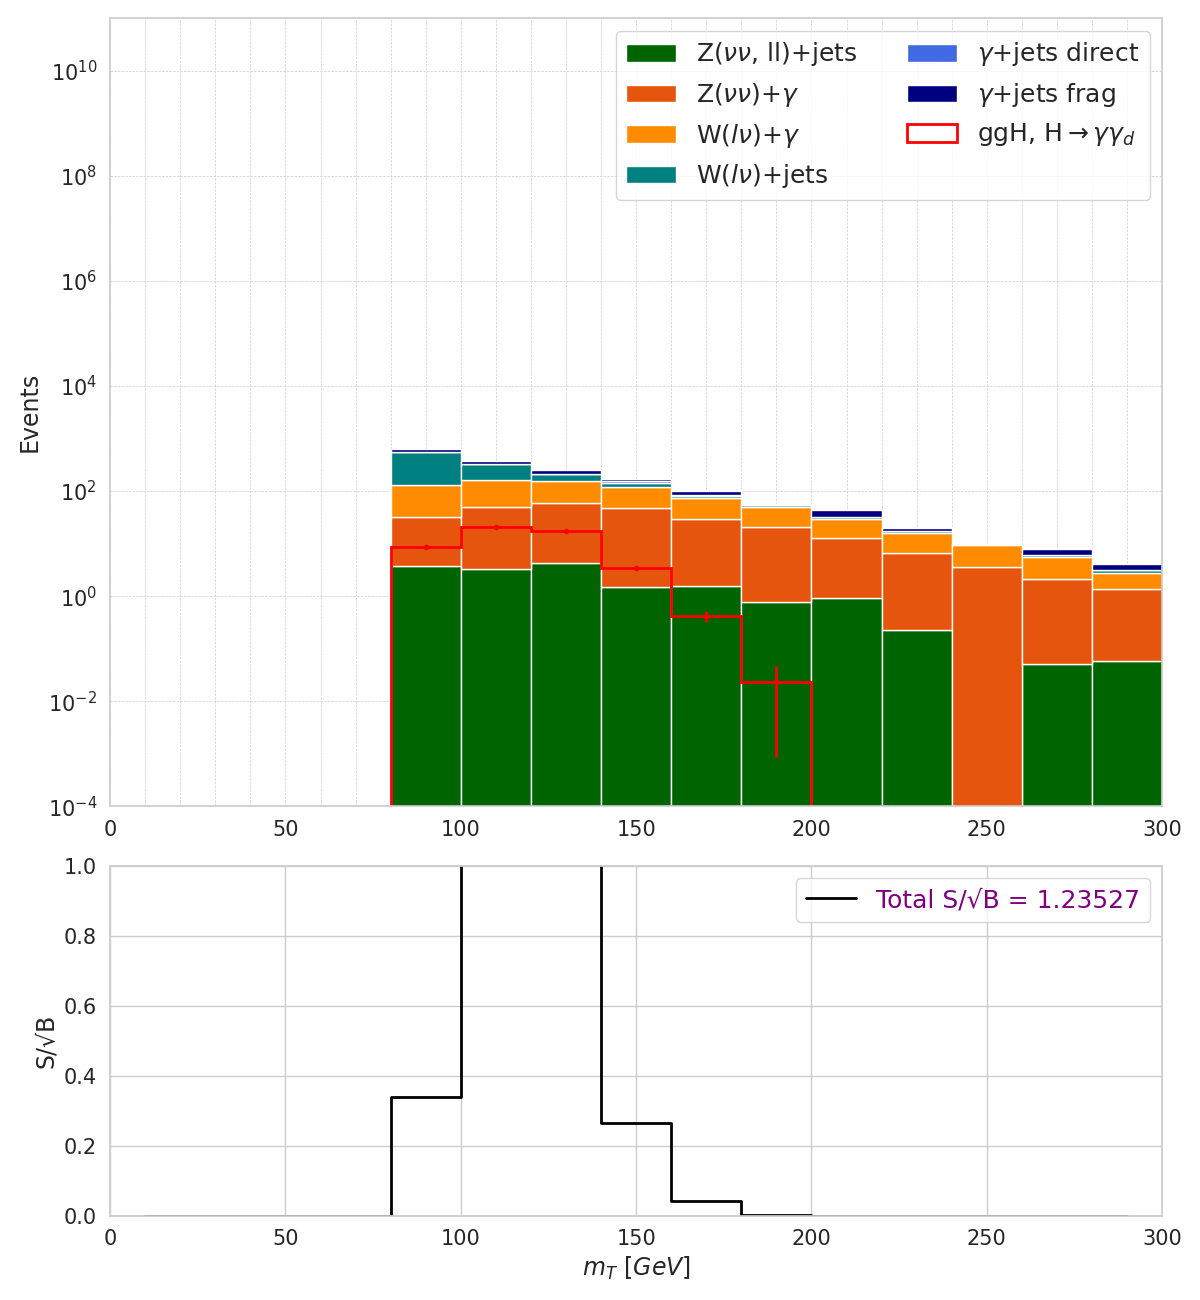 Z(νν, ll)+jets
Z(νν)+γ
W(lν)+γ
W(lν)+jets
γ+jets direct
γ+jets frag
ggH, H→γγ_d
Events
10^10
10^8
10^6
10^4
10^2
10^0
10^−2
10^−4
0 50 100 150 200 250 300
Total S/√B = 1.23527
S/√B
1.0
0.8
0.6
0.4
0.2
0.0
0 50 100 150 200 250 300
m_T [GeV]